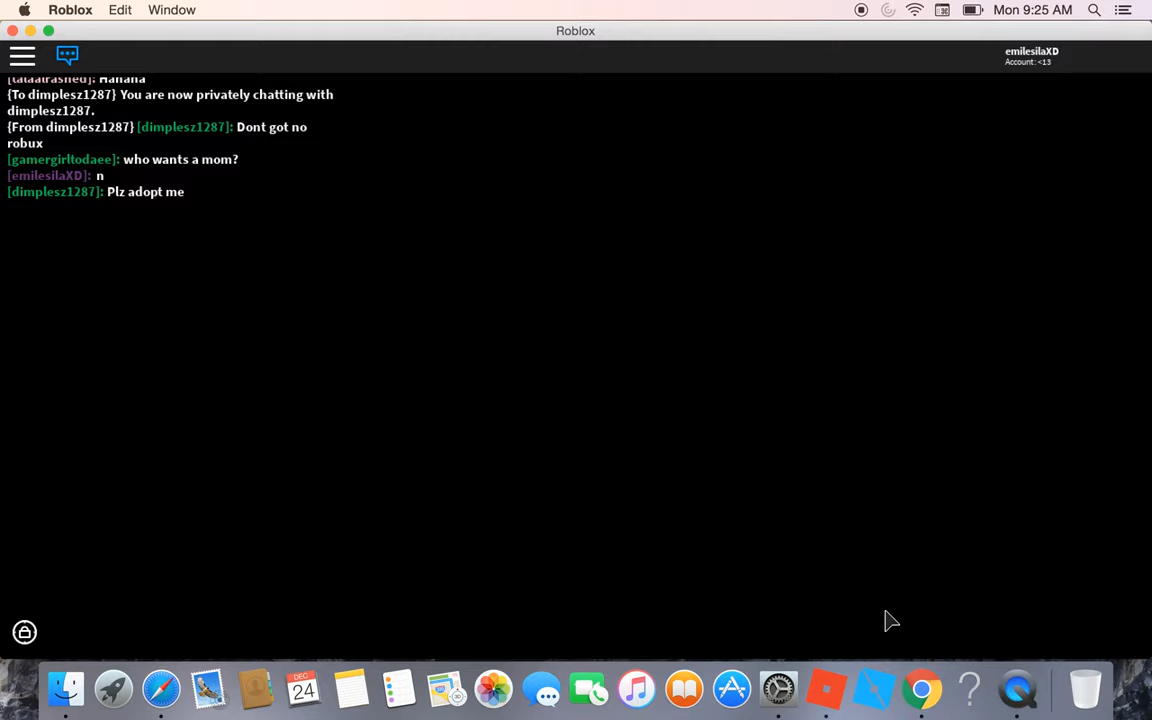 Roblox Edit Window Mon 9:25 AM
Roblox
emilesilaXD
Account: <13
{To dimplesz1287} You are now privately chatting with
dimplesz1287.
{From dimplesz1287} [dimplesz1287]: Dont got no
robux
[gamergirltodaee]: who wants a mom?
[emilesilaXD]: n
[dimplesz1287]: Plz adopt me
DEC
24